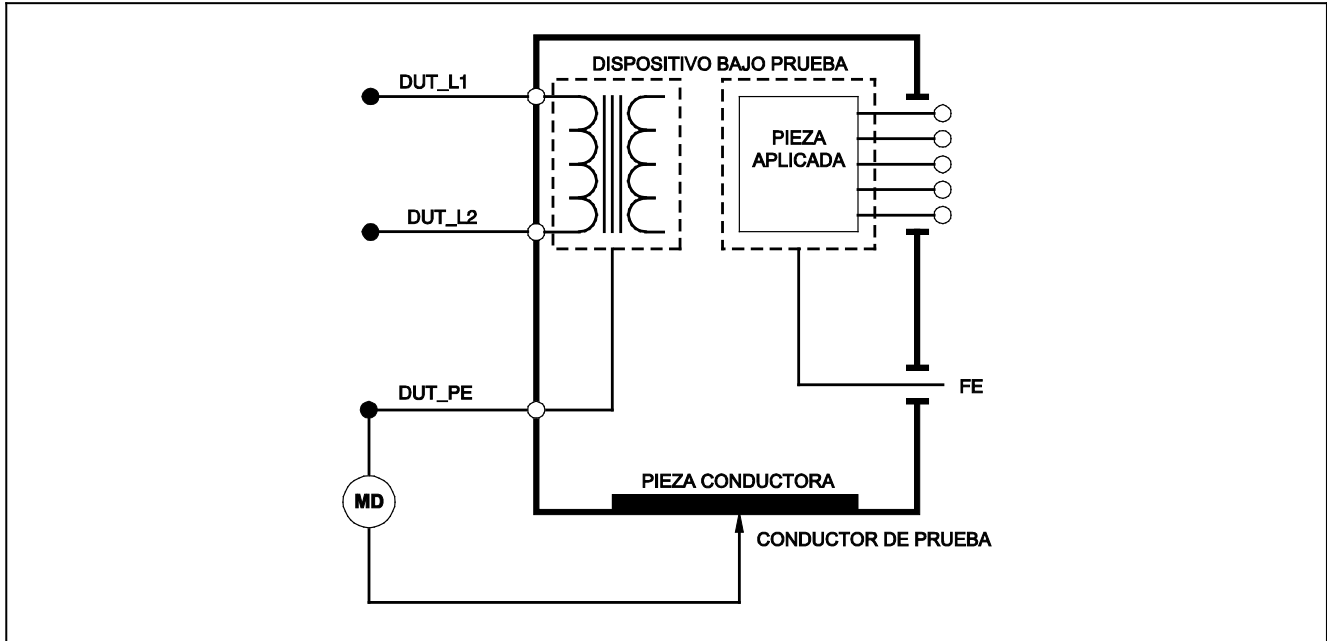 DISPOSITIVO BAJO PRUEBA
DUT_L1
PIEZA
APLICADA
DUT_L2
DUT_PE
FE
PIEZA CONDUCTORA
MD
CONDUCTOR DE PRUEBA